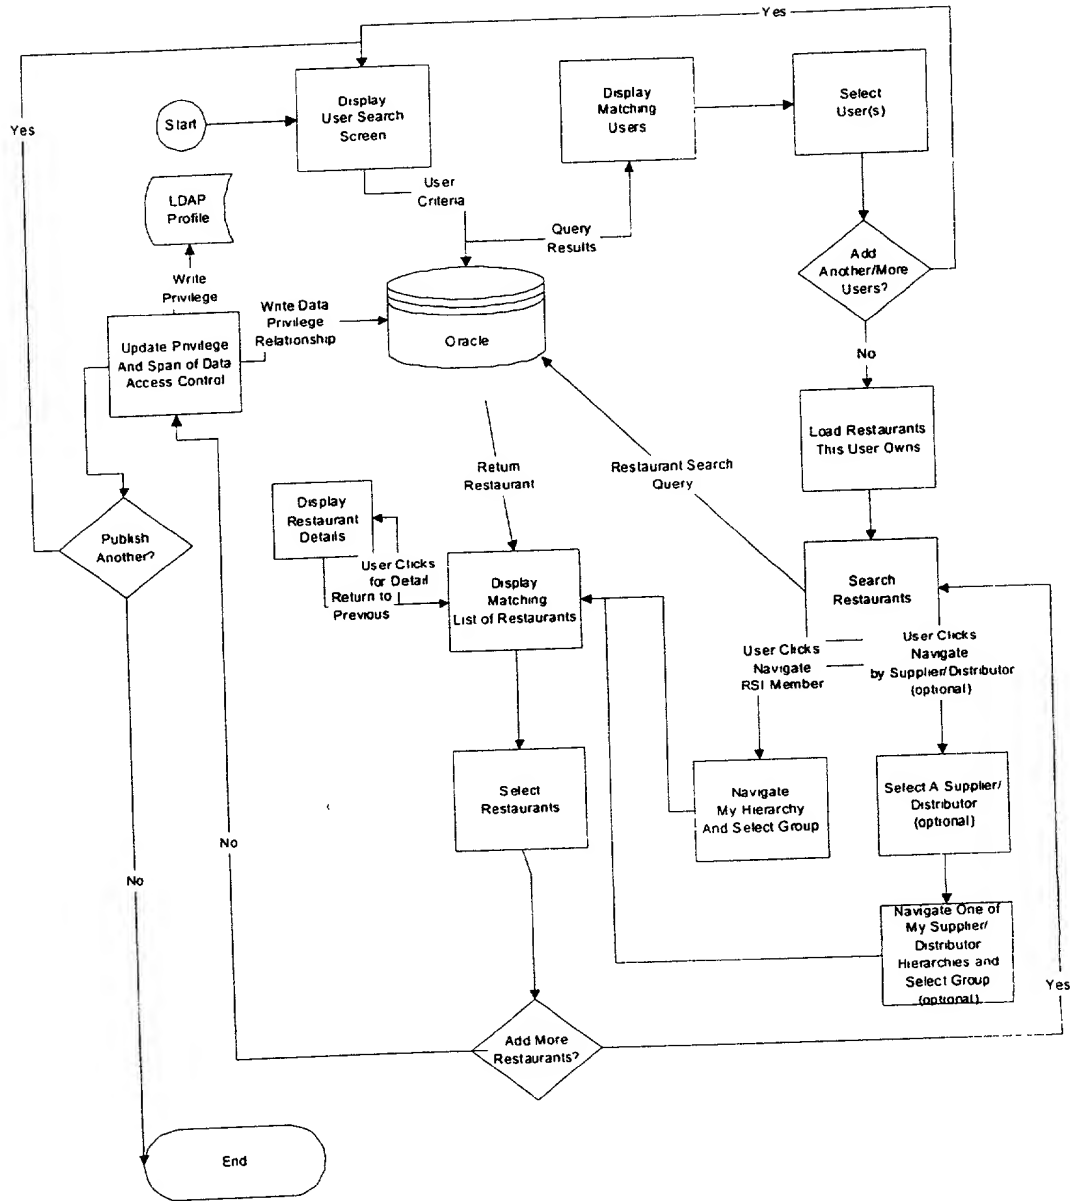 Yes
Yes
Start
Display
User Search
Screen
Display
Matching
Users
Select
User(s)
LDAP
Profile
User
Criteria
Query
Results
Add
Another/More
Users?
Write
Privilege
Write Data
Privilege
Relationship
Oracle
Update Privilege
And Span of Data
Access Control
No
Load Restaurants
This User Owns
Return
Restaurant
Restaurant Search
Query
Display
Restaurant
Details
Publish
Another?
User Clicks
for Detail
Return to
Previous
Display
Matching
List of Restaurants
Search
Restaurants
User Clicks
Navigate
RSI Member
User Clicks
Navigate
by Supplier/Distributor
(optional)
Select
Restaurants
Navigate
My Hierarchy
And Select Group
Select A Supplier/
Distributor
(optional)
No
No
Navigate One of
My Supplier/
Distributor
Hierarchies and
Select Group
(optional)
Yes
Add More
Restaurants?
End